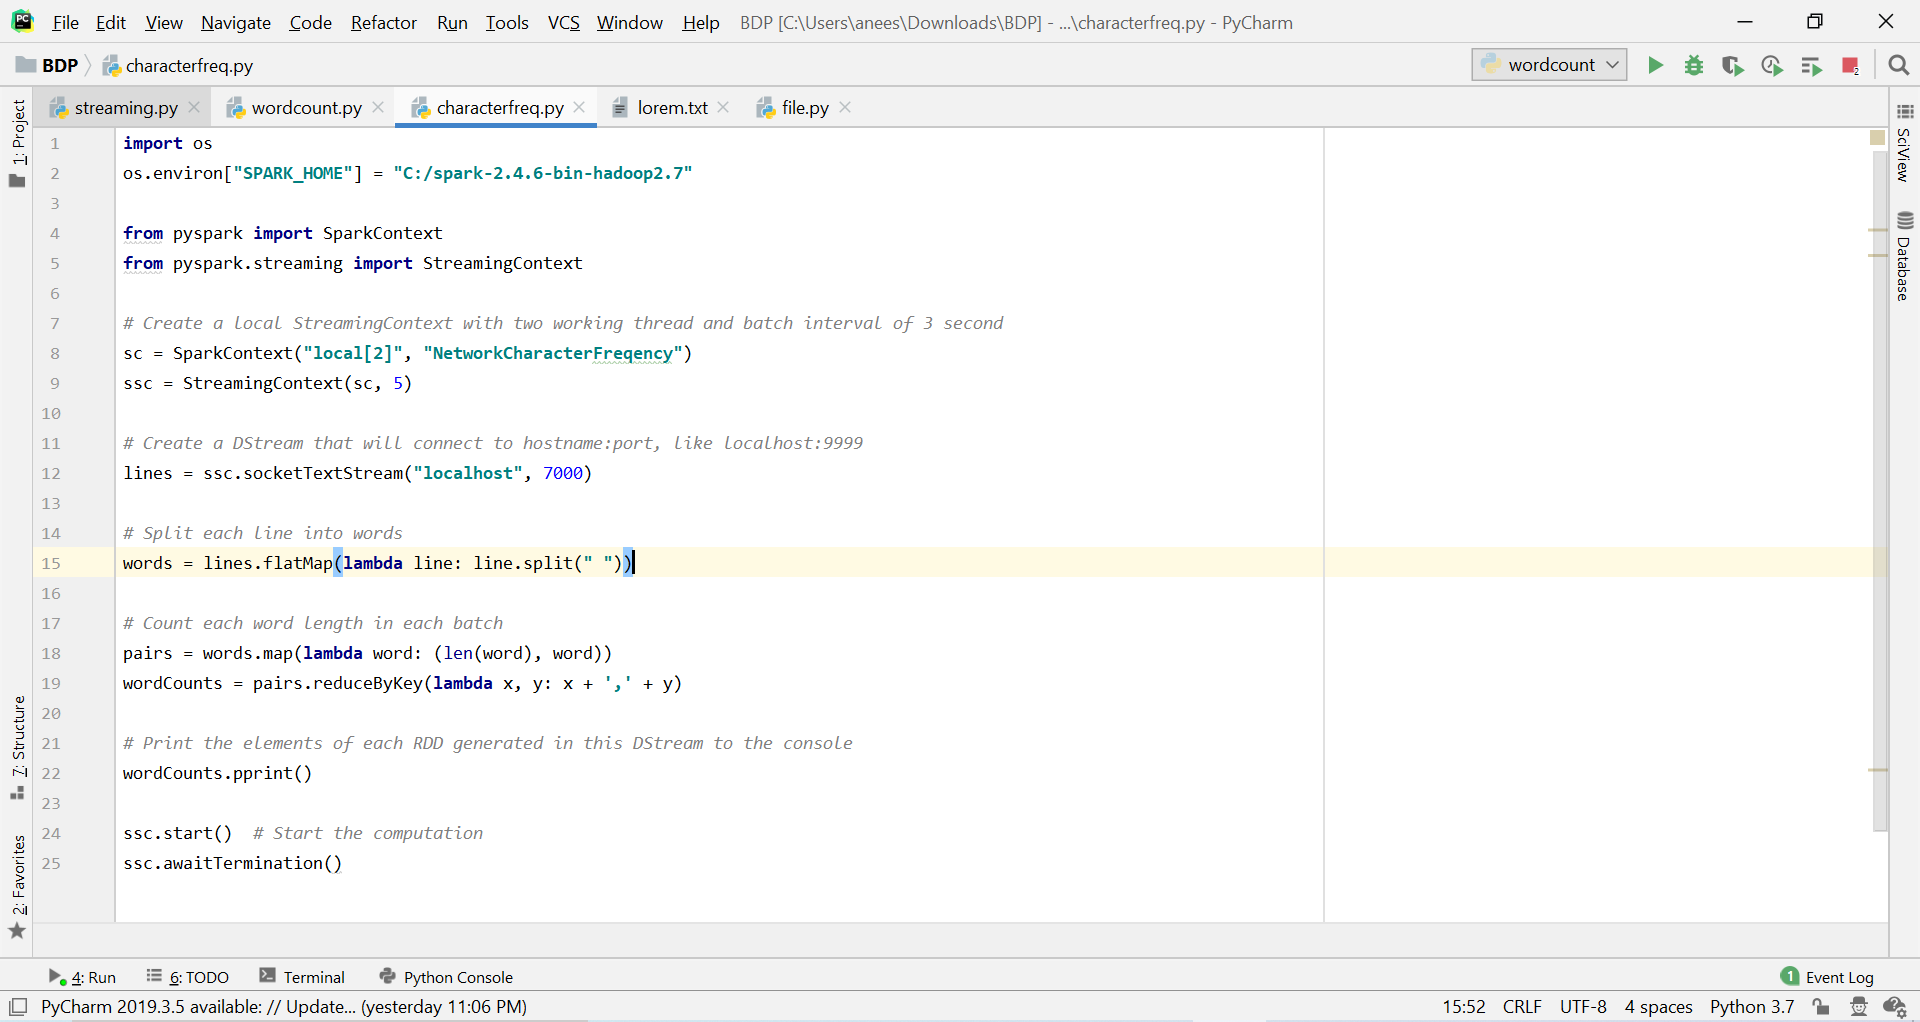 File Edit View Navigate Code Refactor Run Tools VCS Window Help BDP [C:\Users\anees\Downloads\BDP] - ...\characterfreq.py - PyCharm
BDP characterfreq.py wordcount
streaming.py wordcount.py characterfreq.py lorem.txt file.py
1: Project
SciView
Database
1 import os
2 os.environ["SPARK_HOME"] = "C:/spark-2.4.6-bin-hadoop2.7"
3
4 from pyspark import SparkContext
5 from pyspark.streaming import StreamingContext
6
7 # Create a local StreamingContext with two working thread and batch interval of 3 second
8 sc = SparkContext("local[2]", "NetworkCharacterFreqency")
9 ssc = StreamingContext(sc, 5)
10
11 # Create a DStream that will connect to hostname:port, like localhost:9999
12 lines = ssc.socketTextStream("localhost", 7000)
13
14 # Split each line into words
15 words = lines.flatMap(lambda line: line.split(" "))
16
17 # Count each word length in each batch
18 pairs = words.map(lambda word: (len(word), word))
19 wordCounts = pairs.reduceByKey(lambda x, y: x + ',' + y)
20
21 # Print the elements of each RDD generated in this DStream to the console
22 wordCounts.pprint()
23
24 ssc.start()  # Start the computation
25 ssc.awaitTermination()
7: Structure
2: Favorites
4: Run 6: TODO Terminal Python Console 1 Event Log
PyCharm 2019.3.5 available: // Update... (yesterday 11:06 PM) 15:52 CRLF UTF-8 4 spaces Python 3.7